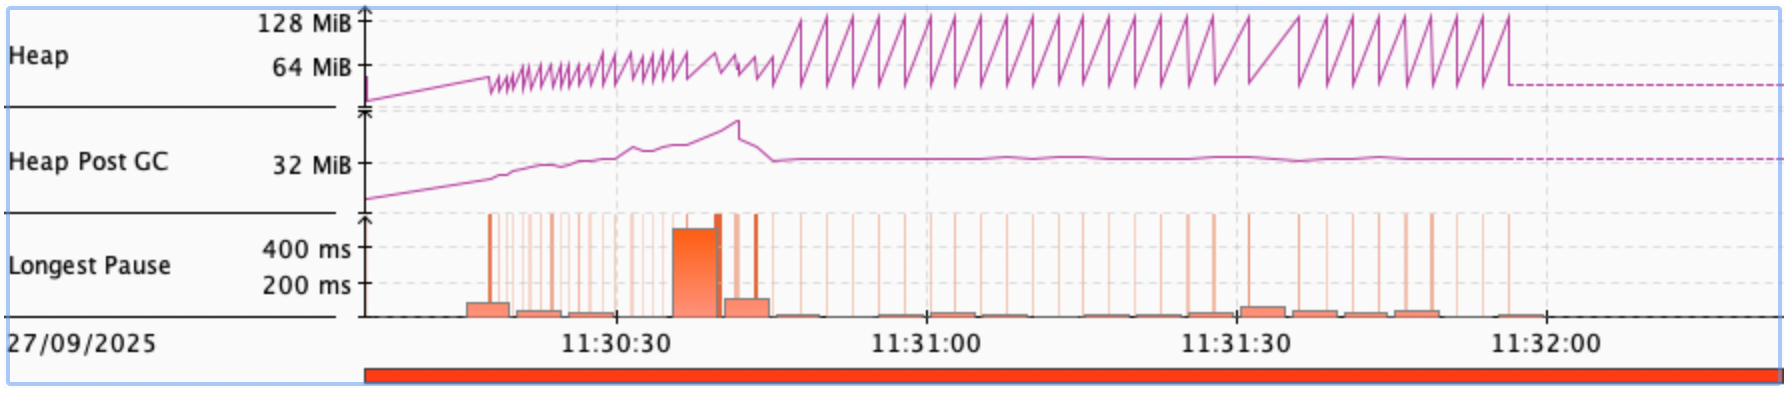 128 MiB
Heap
64 MiB
Heap Post GC
32 MiB
400 ms
Longest Pause
200 ms
27/09/2025 11:30:30 11:31:00 11:31:30 11:32:00